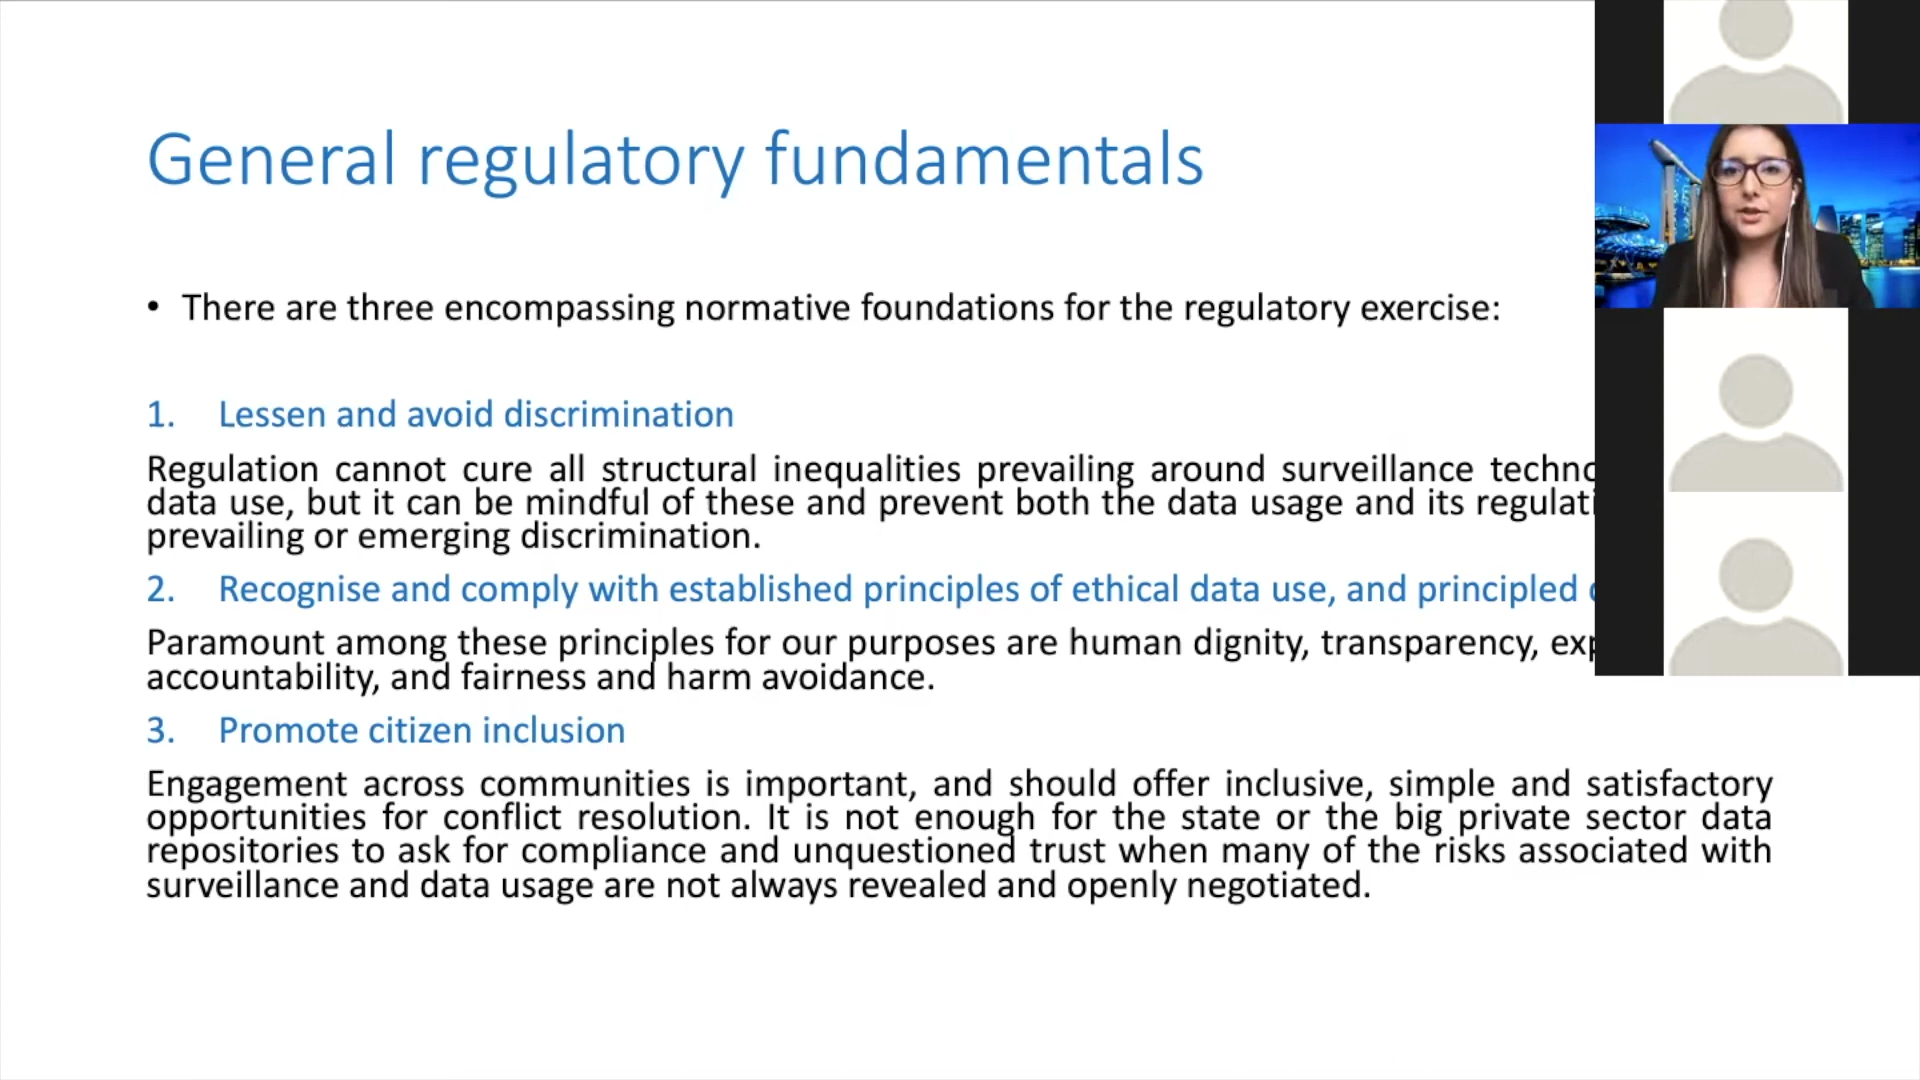 General regulatory fundamentals
• There are three encompassing normative foundations for the regulatory exercise:
1. Lessen and avoid discrimination
Regulation cannot cure all structural inequalities prevailing around surveillance
data use, but it can be mindful of these and prevent both the data usage and its
prevailing or emerging discrimination.
2. Recognise and comply with established principles of ethical data use, and principled
Paramount among these principles for our purposes are human dignity, transparency,
accountability, and fairness and harm avoidance.
3. Promote citizen inclusion
Engagement across communities is important, and should offer inclusive, simple and satisfactory
opportunities for conflict resolution. It is not enough for the state or the big private sector data
repositories to ask for compliance and unquestioned trust when many of the risks associated with
surveillance and data usage are not always revealed and openly negotiated.